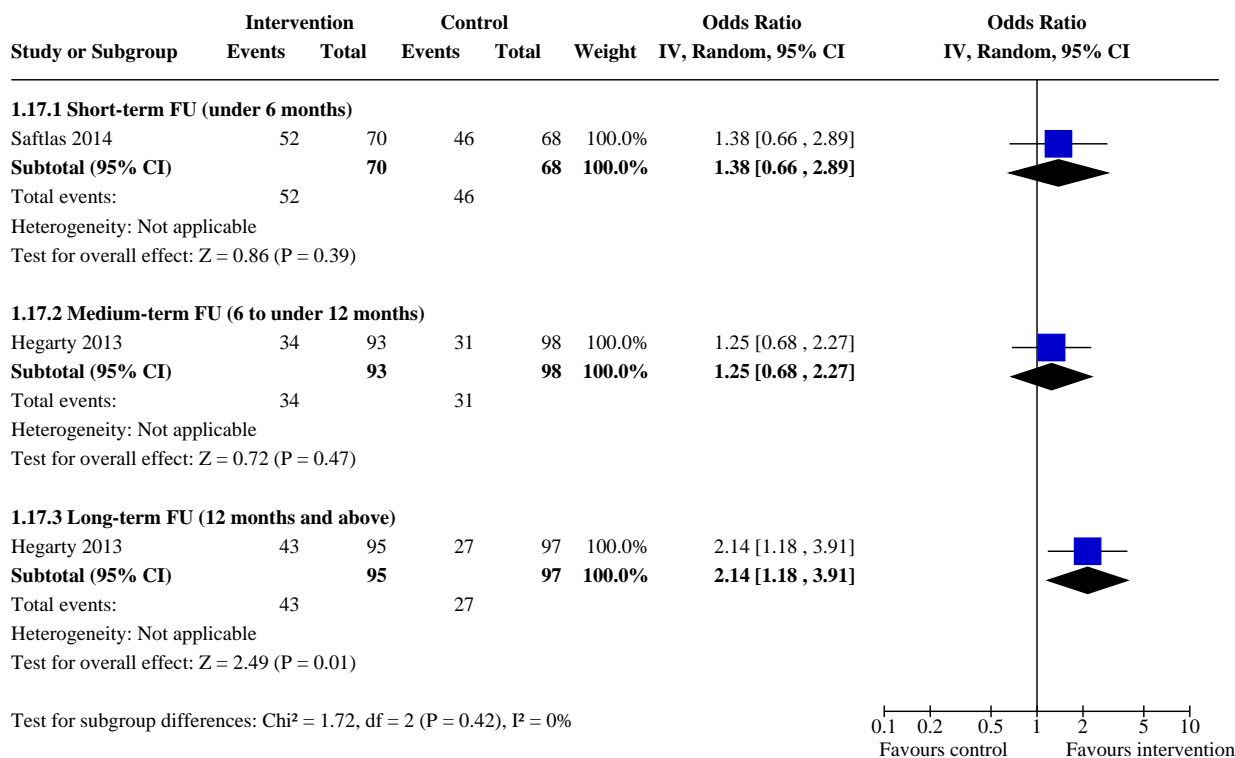 Intervention Control Odds Ratio Odds Ratio
Study or Subgroup Events Total Events Total Weight IV, Random, 95% CI IV, Random, 95% CI
1.17.1 Short-term FU (under 6 months)
Saftlas 2014 52 70 46 68 100.0% 1.38 [0.66 , 2.89]
Subtotal (95% CI) 70 68 100.0% 1.38 [0.66 , 2.89]
Total events: 52 46
Heterogeneity: Not applicable
Test for overall effect: Z = 0.86 (P = 0.39)
1.17.2 Medium-term FU (6 to under 12 months)
Hegarty 2013 34 93 31 98 100.0% 1.25 [0.68 , 2.27]
Subtotal (95% CI) 93 98 100.0% 1.25 [0.68 , 2.27]
Total events: 34 31
Heterogeneity: Not applicable
Test for overall effect: Z = 0.72 (P = 0.47)
1.17.3 Long-term FU (12 months and above)
Hegarty 2013 43 95 27 97 100.0% 2.14 [1.18 , 3.91]
Subtotal (95% CI) 95 97 100.0% 2.14 [1.18 , 3.91]
Total events: 43 27
Heterogeneity: Not applicable
Test for overall effect: Z = 2.49 (P = 0.01)
Test for subgroup differences: Chi² = 1.72, df = 2 (P = 0.42), I² = 0%
0.1 0.2 0.5 1 2 5 10
Favours control Favours intervention